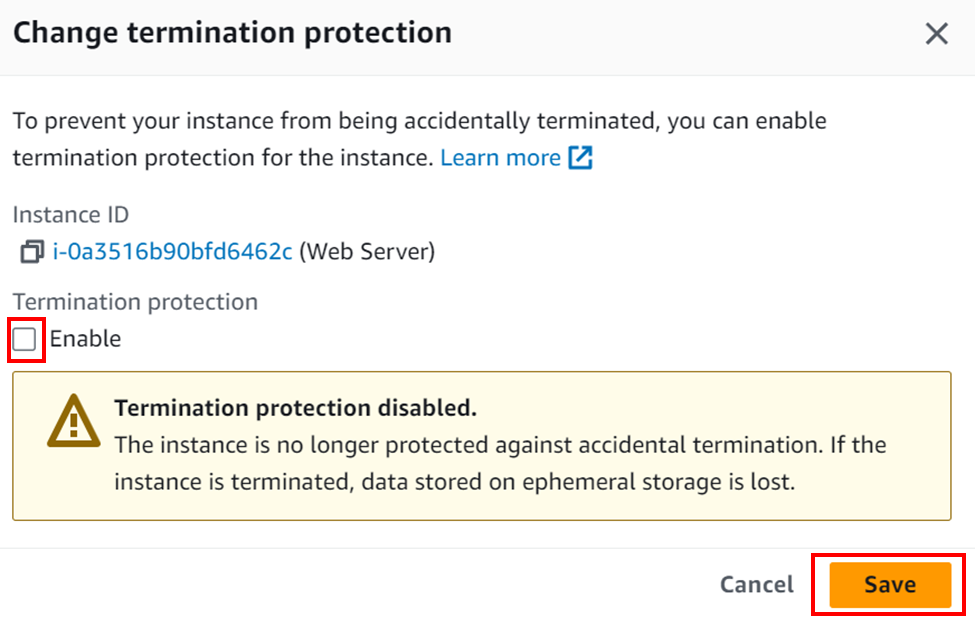 Change termination protection
To prevent your instance from being accidentally terminated, you can enable
termination protection for the instance. Learn more
Instance ID
i-0a3516b90bfd6462c (Web Server)
Termination protection
Enable
Termination protection disabled.
The instance is no longer protected against accidental termination. If the
instance is terminated, data stored on ephemeral storage is lost.
Cancel Save